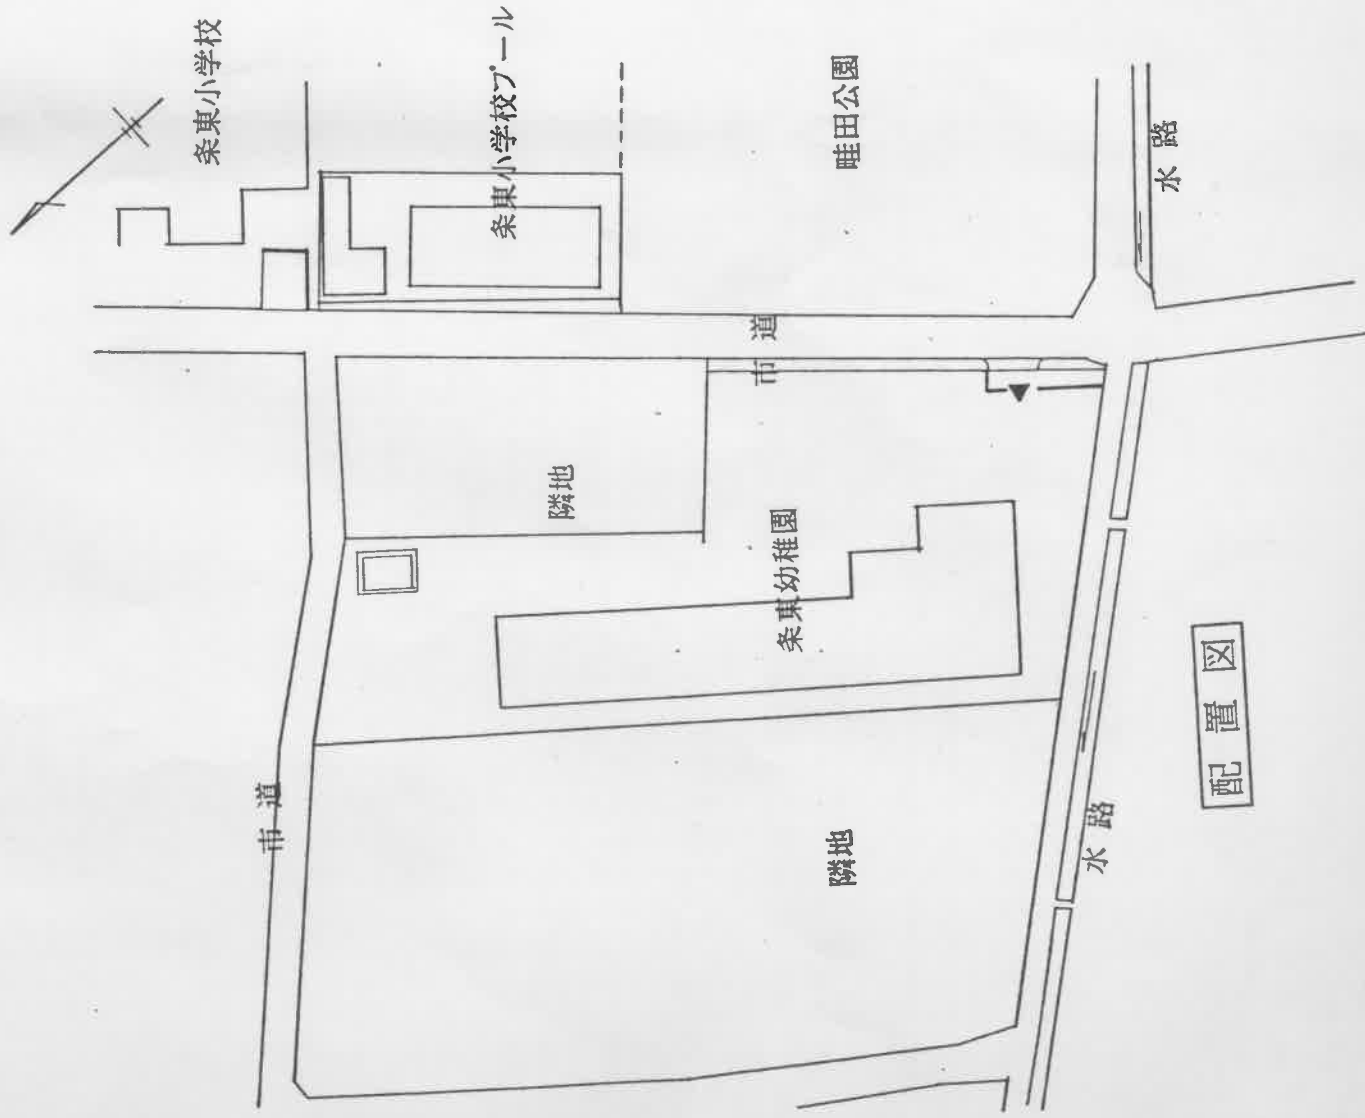 条東小学校
条東小学校プール
畦田公園
水路
市道
隣地
条東幼稚園
市道
隣地
水路
配置図